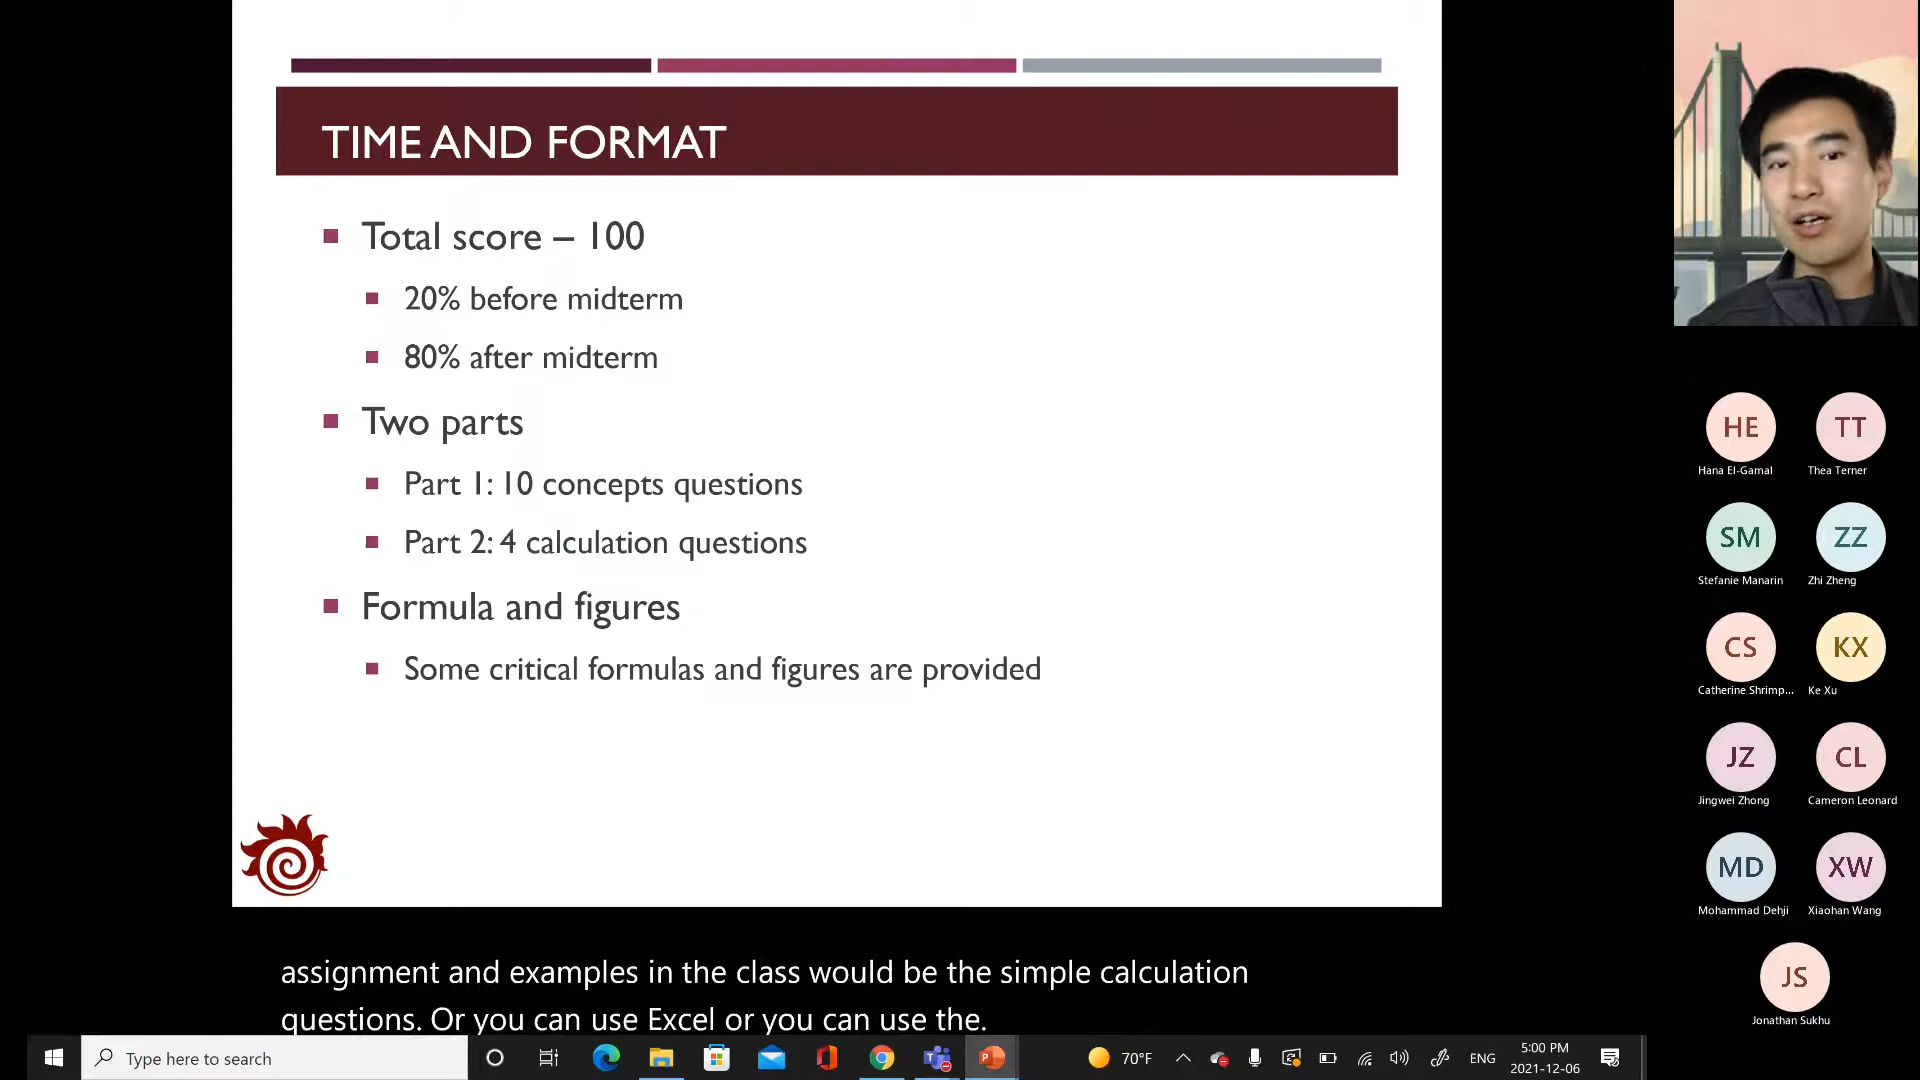 TIME AND FORMAT
Total score – 100
20% before midterm
80% after midterm
Two parts
Part 1: 10 concepts questions
Part 2: 4 calculation questions
Formula and figures
Some critical formulas and figures are provided
assignment and examples in the class would be the simple calculation
questions. Or you can use Excel or you can use the.
HE TT
Hana El-Gamal Thea Terner
SM ZZ
Stefanie Manarin Zhi Zheng
CS KX
Catherine Shrimp... Ke Xu
JZ CL
Jingwei Zhong Cameron Leonard
MD XW
Mohammad Dehji Xiaohan Wang
JS
Jonathan Sukhu
Type here to search
70°F
ENG
5:00 PM
2021-12-06